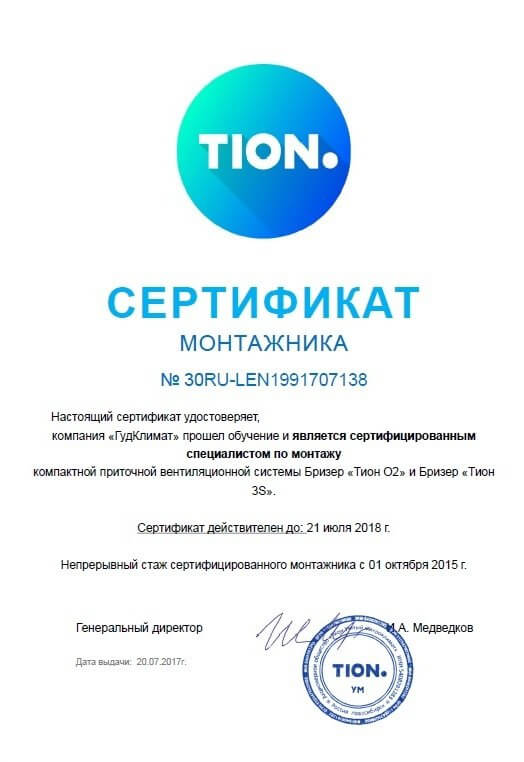 TION.
СЕРТИФИКАТ
МОНТАЖНИКА
№ 30RU-LEN1991707138
Настоящий сертификат удостоверяет,
компания «ГудКлимат» прошел обучение и является сертифицированным
специалистом по монтажу
компактной приточной вентиляционной системы Бризер «Тион О2» и Бризер «Тион
3S».
Сертификат действителен до: 21 июля 2018 г.
Непрерывный стаж сертифицированного монтажника с 01 октября 2015 г.
Генеральный директор
И.А. Медведков
Дата выдачи: 20.07.2017г.
TION.
УМ